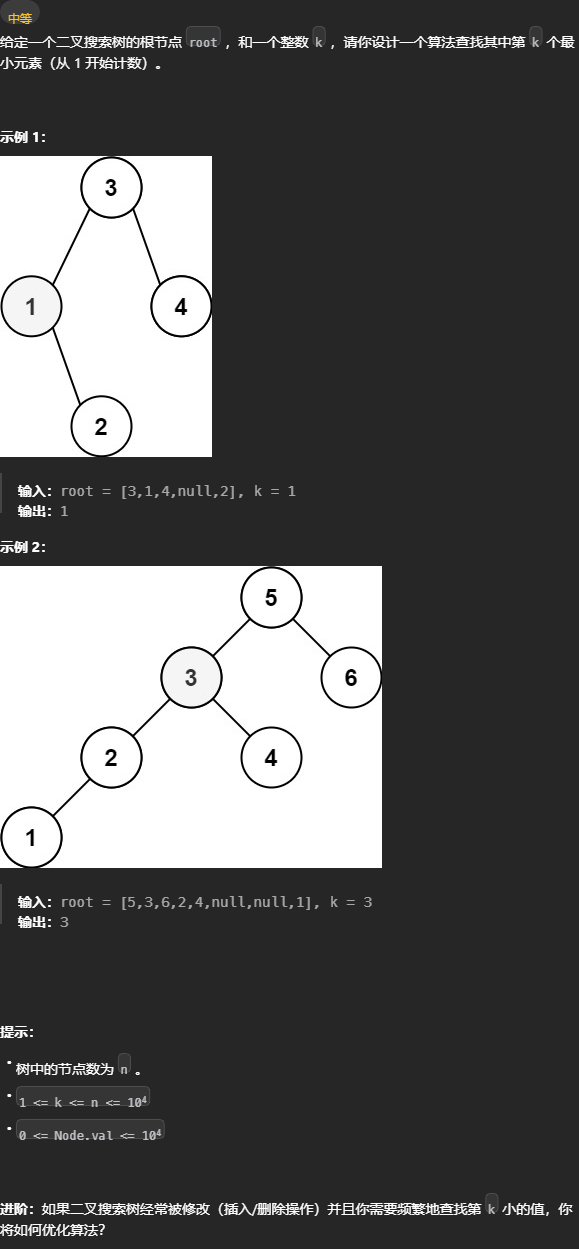 中等
给定一个二叉搜索树的根节点 root ，和一个整数 k ，请你设计一个算法查找其中第 k 个最
小元素（从 1 开始计数）。
示例 1：
3
1
4
2
输入：root = [3,1,4,null,2], k = 1
输出：1
示例 2：
5
3
6
2
4
1
输入：root = [5,3,6,2,4,null,null,1], k = 3
输出：3
提示：
• 树中的节点数为 n 。
• 1 <= k <= n <= 10⁴
• 0 <= Node.val <= 10⁴
进阶：如果二叉搜索树经常被修改（插入/删除操作）并且你需要频繁地查找第 k 小的值，你
将如何优化算法？